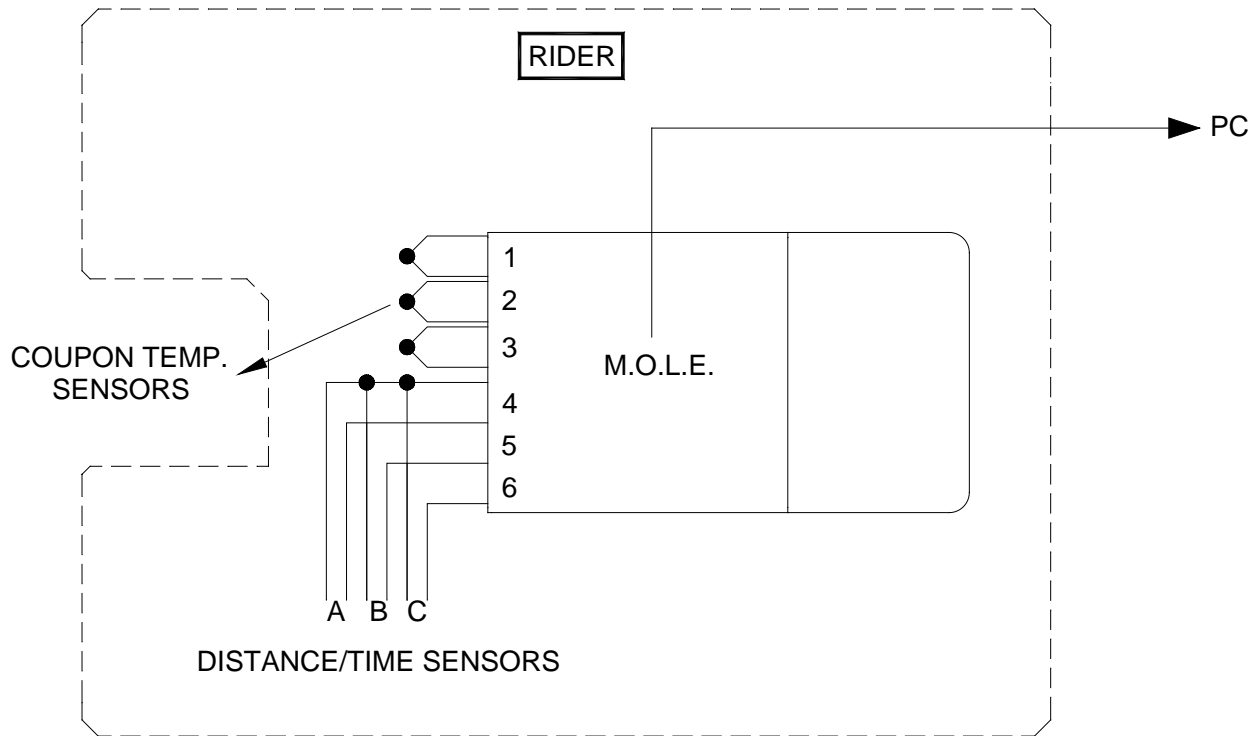 RIDER
PC
1
2
3
4
5
6
M.O.L.E.
COUPON TEMP.
SENSORS
A B C
DISTANCE/TIME SENSORS